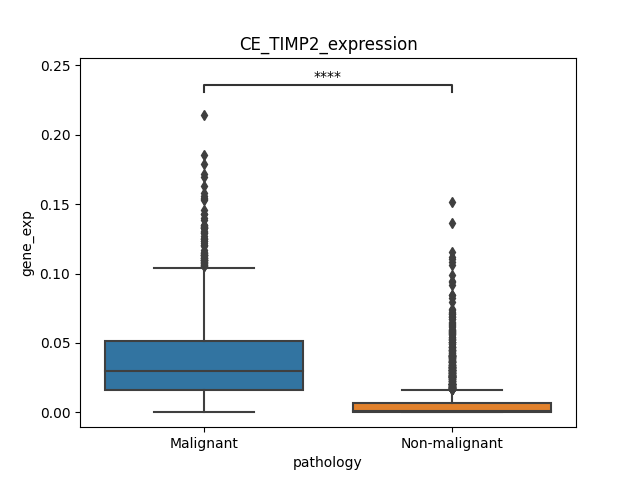 CE_TIMP2_expression
****
0.25
0.20
0.15
0.10
0.05
0.00
gene_exp
Malignant
Non-malignant
pathology